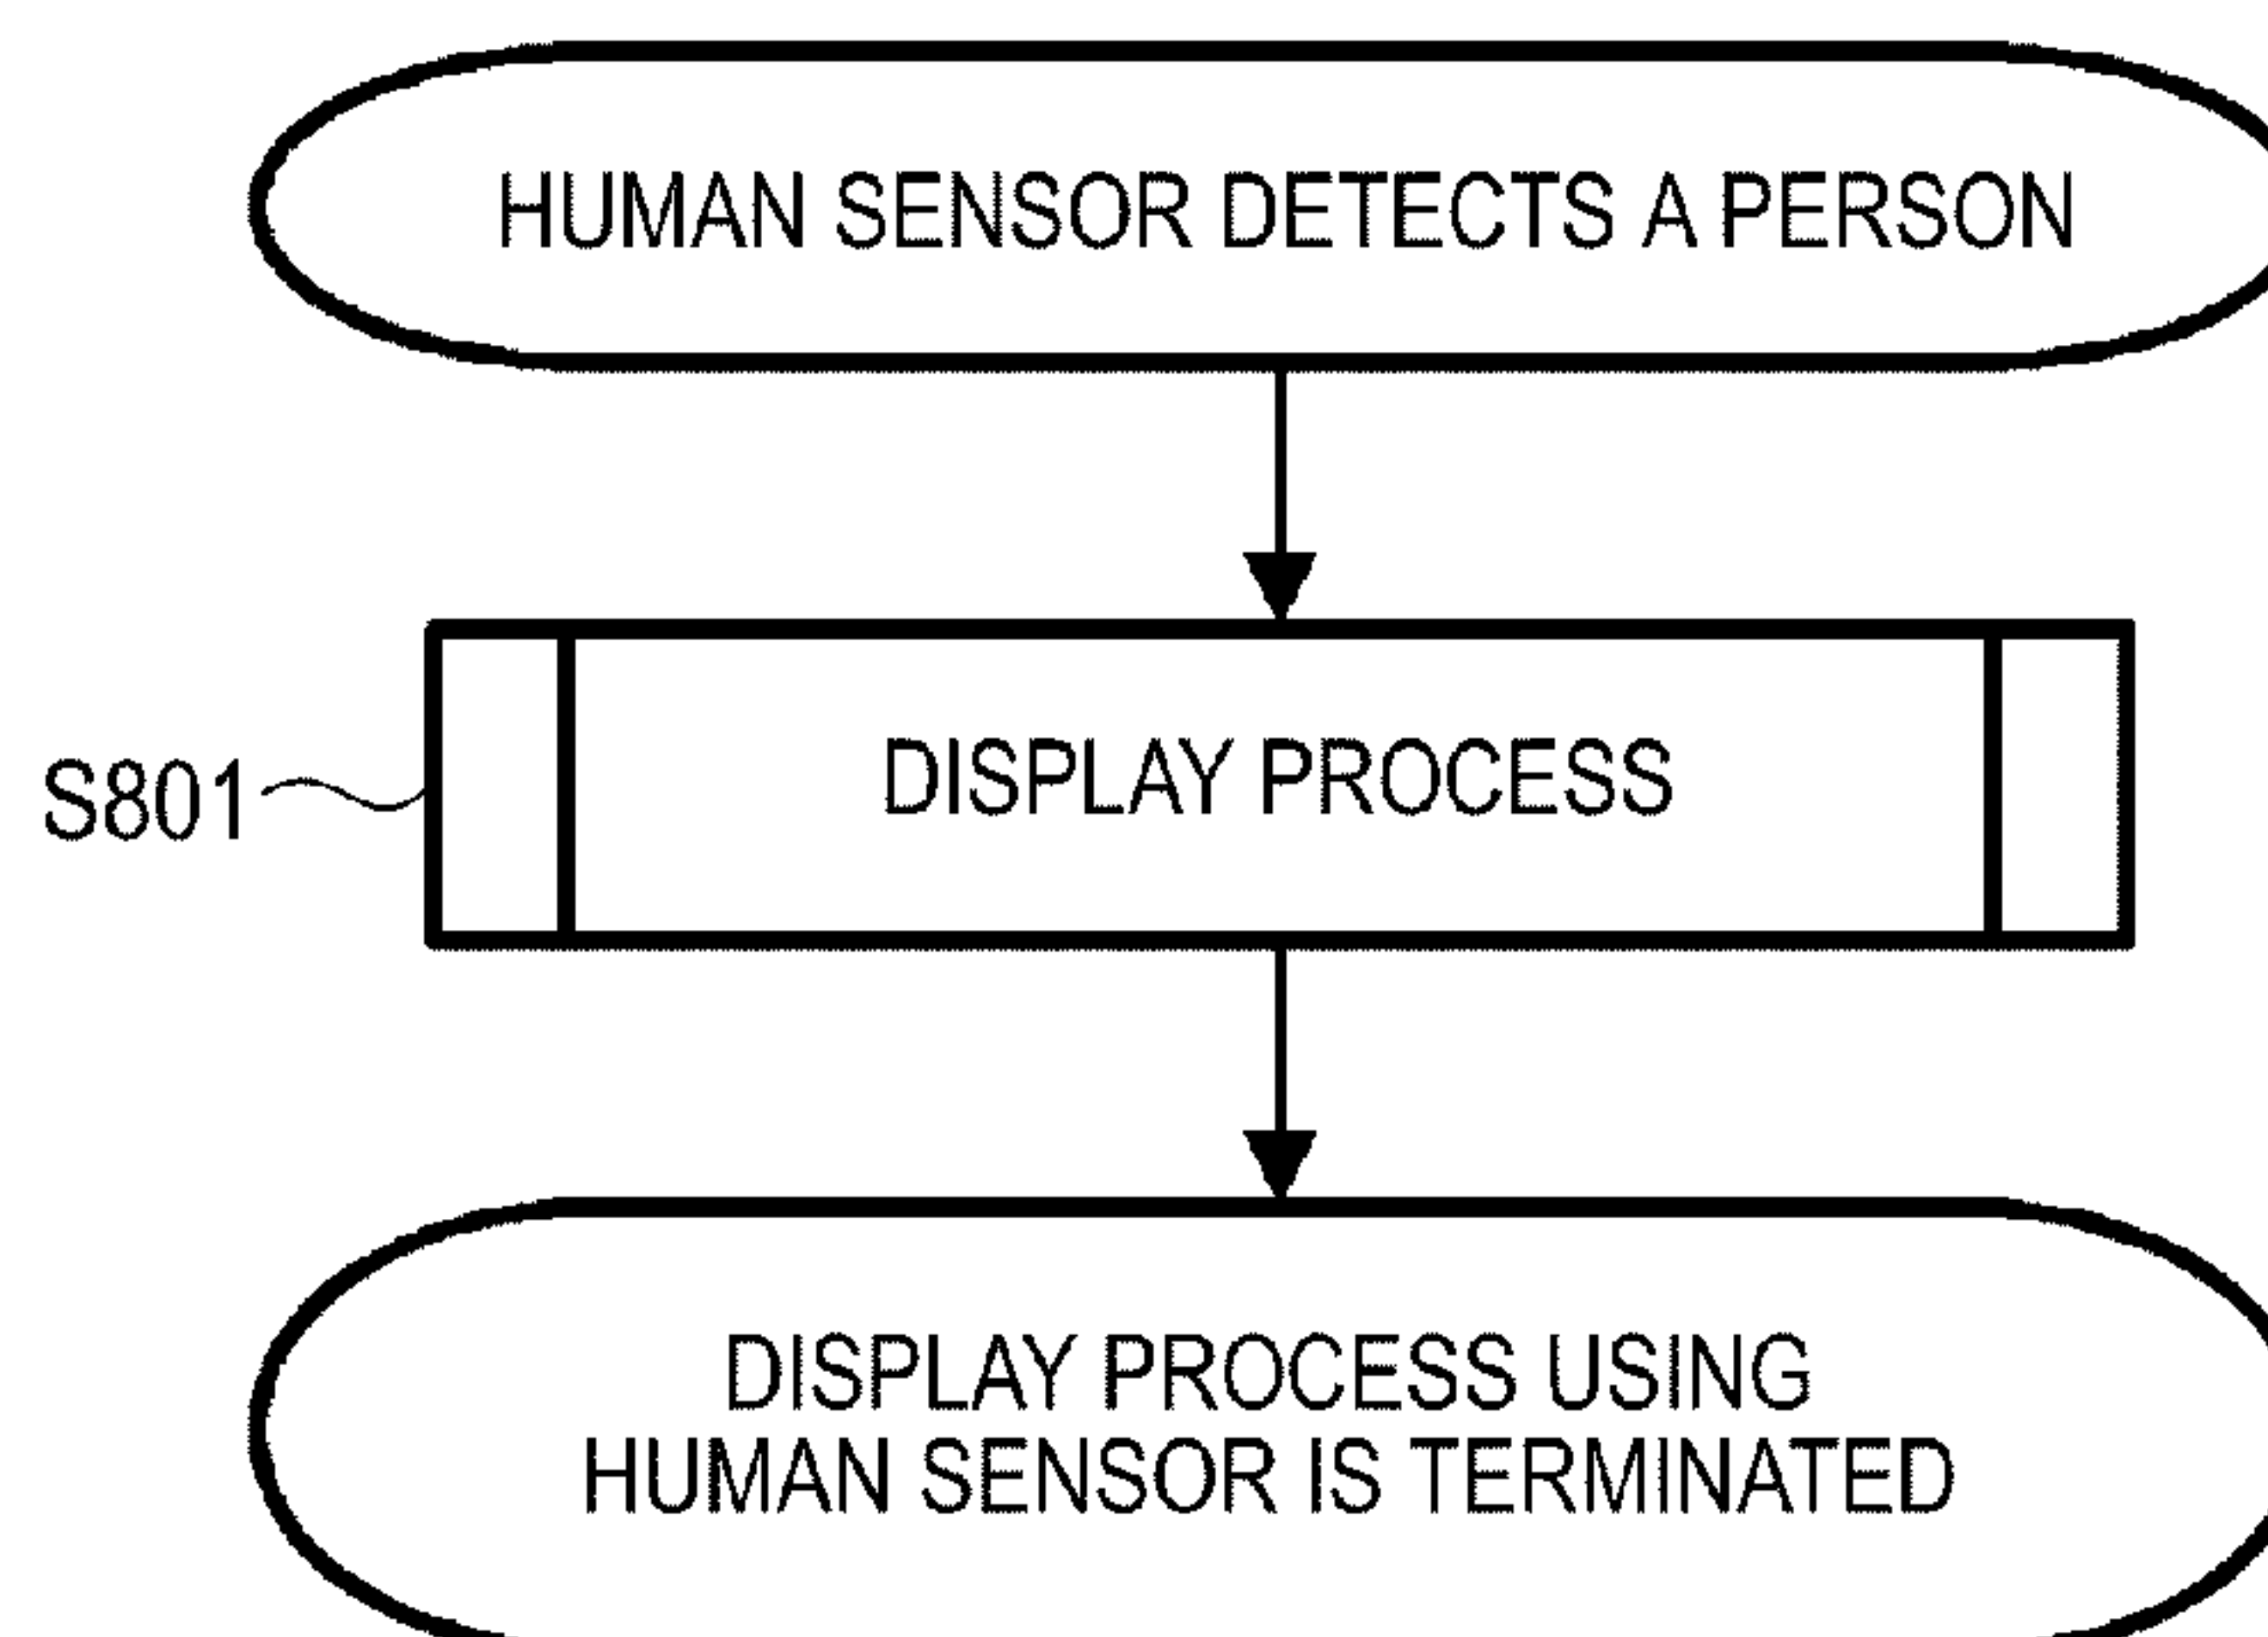 HUMAN SENSOR DETECTS A PERSON
S801
DISPLAY PROCESS
DISPLAY PROCESS USING
HUMAN SENSOR IS TERMINATED